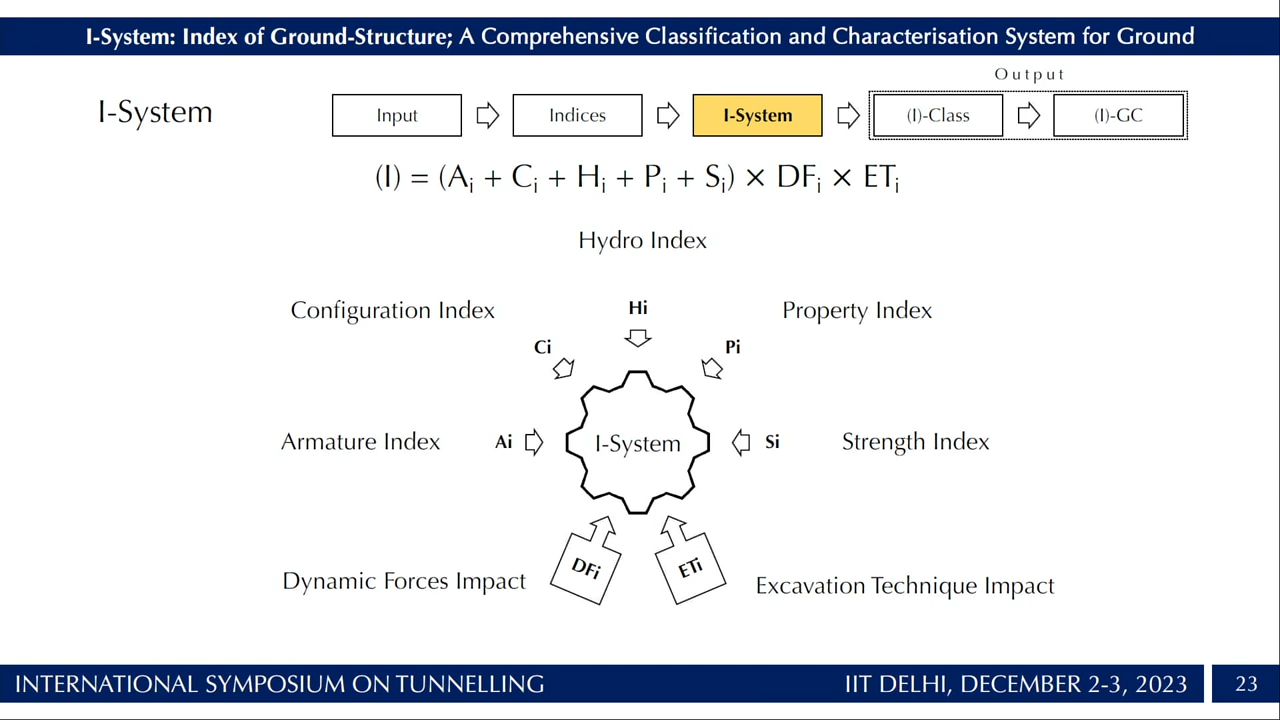 I-System: Index of Ground-Structure; A Comprehensive Classification and Characterisation System for Ground
Output
I-System
Input
Indices
I-System
(I)-Class
(I)-GC
(I) = (Ai + Ci + Hi + Pi + Si) × DFi × ETi
Hydro Index
Configuration Index
Hi
Property Index
Ci
Pi
Armature Index
Ai
I-System
Si
Strength Index
DFi
ETi
Dynamic Forces Impact
Excavation Technique Impact
INTERNATIONAL SYMPOSIUM ON TUNNELLING
IIT DELHI, DECEMBER 2-3, 2023
23